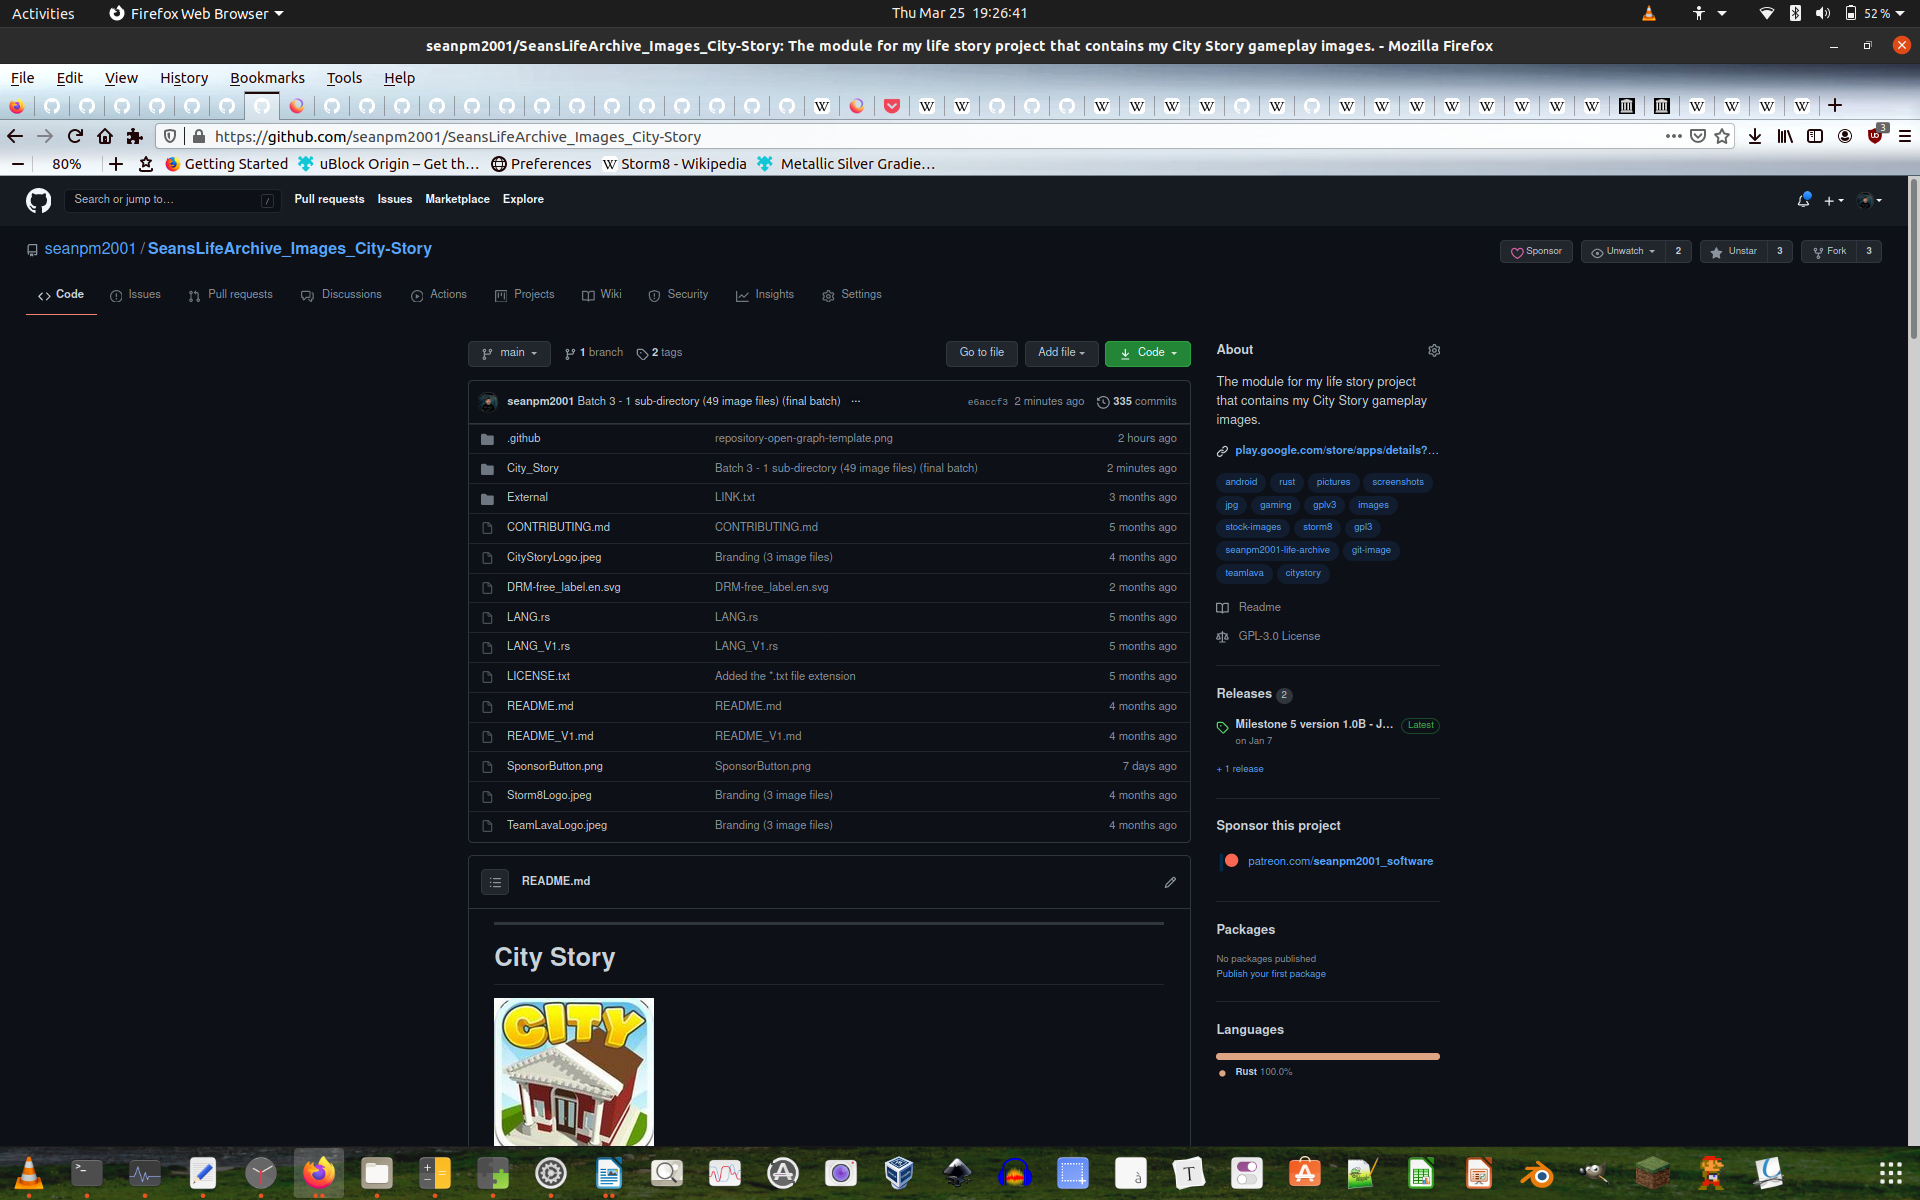 Activities Firefox Web Browser Thu Mar 25 19:26:41 52 %
seanpm2001/SeansLifeArchive_Images_City-Story: The module for my life story project that contains my City Story gameplay images. - Mozilla Firefox
File Edit View History Bookmarks Tools Help
https://github.com/seanpm2001/SeansLifeArchive_Images_City-Story 3
80% Getting Started uBlock Origin – Get th… Preferences Storm8 - Wikipedia Metallic Silver Gradie…
Search or jump to… / Pull requests Issues Marketplace Explore
seanpm2001 / SeansLifeArchive_Images_City-Story Sponsor Unwatch 2 Unstar 3 Fork 3
Code Issues Pull requests Discussions Actions Projects Wiki Security Insights Settings
main 1 branch 2 tags Go to file Add file Code
seanpm2001 Batch 3 - 1 sub-directory (49 image files) (final batch) ... e6accf3 2 minutes ago 335 commits
.github repository-open-graph-template.png 2 hours ago
City_Story Batch 3 - 1 sub-directory (49 image files) (final batch) 2 minutes ago
External LINK.txt 3 months ago
CONTRIBUTING.md CONTRIBUTING.md 5 months ago
CityStoryLogo.jpeg Branding (3 image files) 4 months ago
DRM-free_label.en.svg DRM-free_label.en.svg 2 months ago
LANG.rs LANG.rs 5 months ago
LANG_V1.rs LANG_V1.rs 5 months ago
LICENSE.txt Added the *.txt file extension 5 months ago
README.md README.md 4 months ago
README_V1.md README_V1.md 4 months ago
SponsorButton.png SponsorButton.png 7 days ago
Storm8Logo.jpeg Branding (3 image files) 4 months ago
TeamLavaLogo.jpeg Branding (3 image files) 4 months ago
README.md
City Story
CITY
About
The module for my life story project
that contains my City Story gameplay
images.
play.google.com/store/apps/details?…
android rust pictures screenshots
jpg gaming gplv3 images
stock-images storm8 gpl3
seanpm2001-life-archive git-image
teamlava citystory
Readme
GPL-3.0 License
Releases 2
Milestone 5 version 1.0B - J… Latest
on Jan 7
+ 1 release
Sponsor this project
patreon.com/seanpm2001_software
Packages
No packages published
Publish your first package
Languages
Rust 100.0%